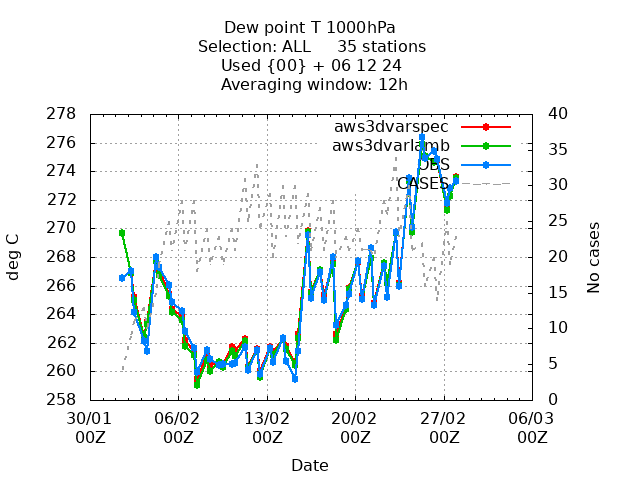 Dew point T 1000hPa
Selection: ALL 35 stations
Used {00} + 06 12 24
Averaging window: 12h
278
276
274
272
270
268
266
264
262
260
258
40
35
30
25
20
15
10
5
0
aws3dvarspec
aws3dvarlamb
OBS
CASES
deg C
No cases
30/01 06/02 13/02 20/02 27/02 06/03
00Z 00Z 00Z 00Z 00Z 00Z
Date